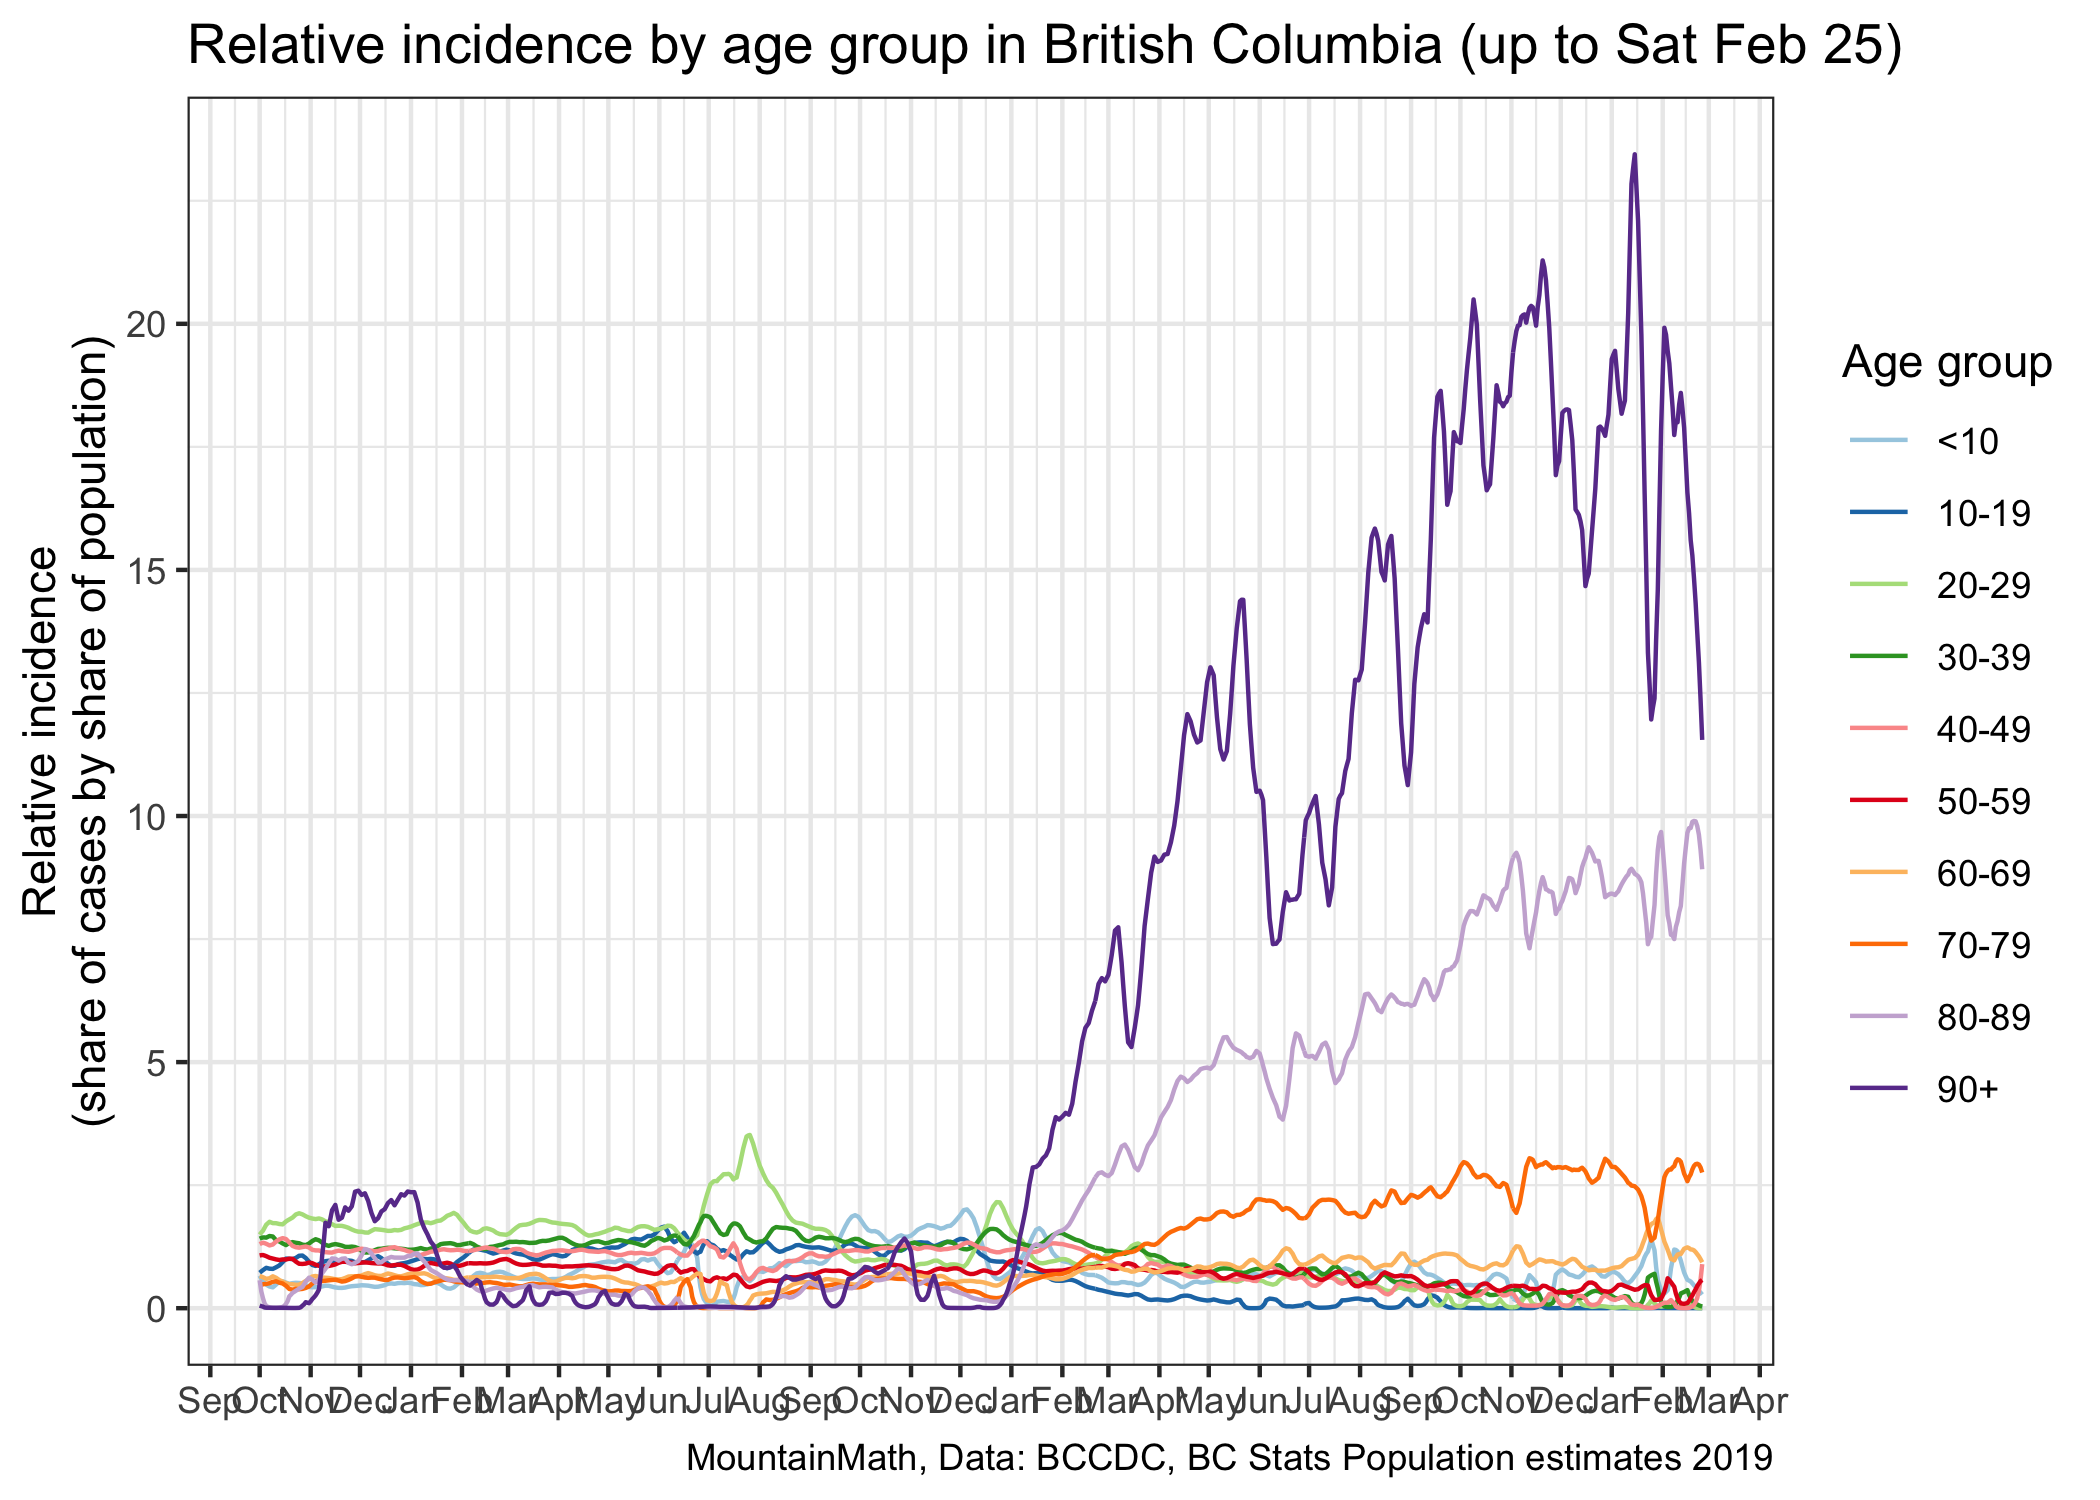 Relative incidence by age group in British Columbia (up to Sat Feb 25)
Relative incidence
(share of cases by share of population)
20
15
10
5
0
Sep Oct Nov Dec Jan Feb Mar Apr May Jun Jul Aug Sep Oct Nov Dec Jan Feb Mar Apr May Jun Jul Aug Sep Oct Nov Dec Jan Feb Mar Apr
Age group
<10
10-19
20-29
30-39
40-49
50-59
60-69
70-79
80-89
90+
MountainMath, Data: BCCDC, BC Stats Population estimates 2019